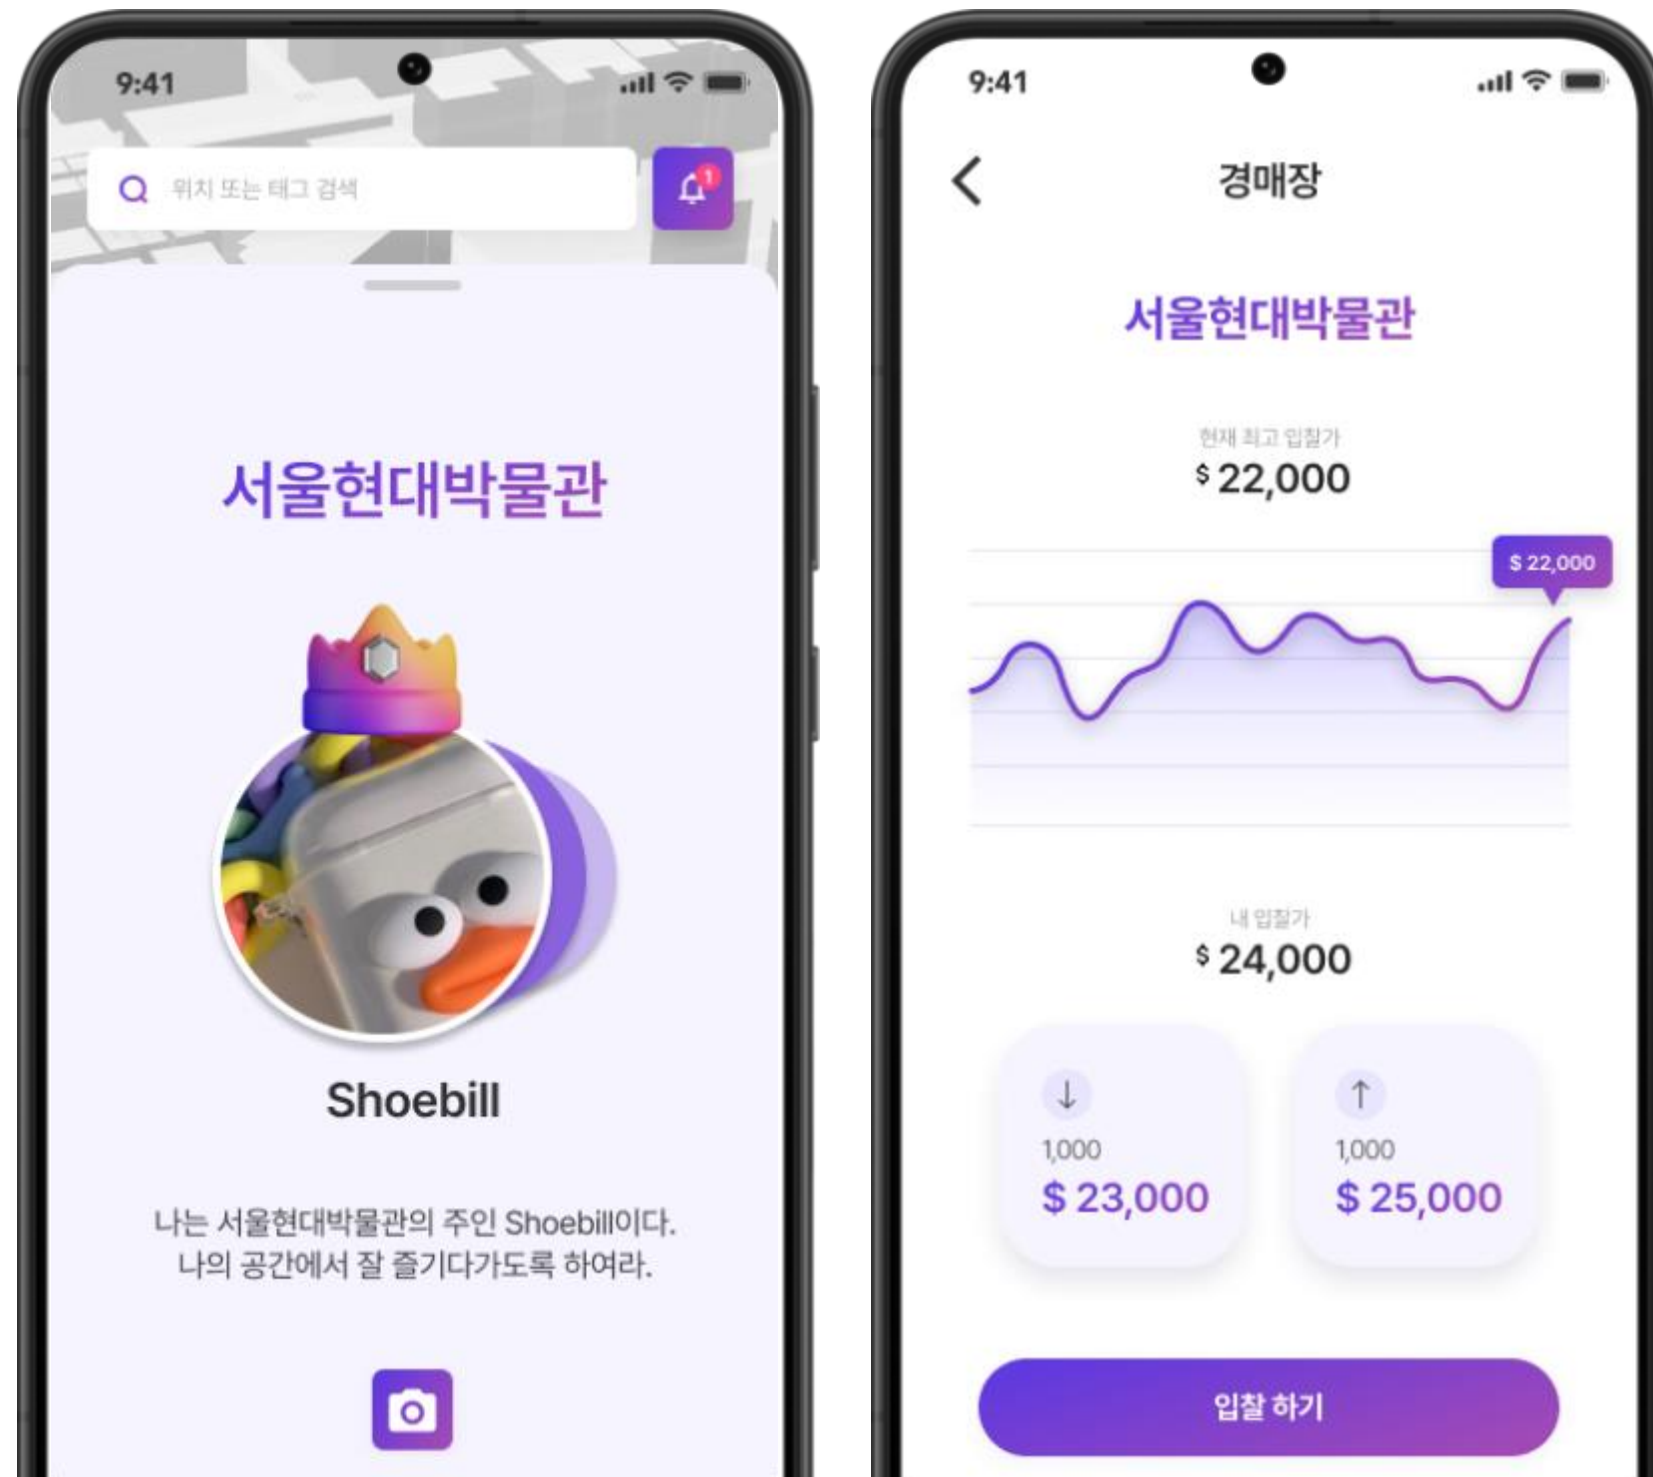 9:41
위치 또는 태그 검색
1
서울현대박물관
Shoebill
나는 서울현대박물관의 주인 Shoebill이다.
나의 공간에서 잘 즐기다가도록 하여라.
9:41
경매장
서울현대박물관
현재 최고 입찰가
$ 22,000
$ 22,000
내 입찰가
$ 24,000
↓
1,000
$ 23,000
↑
1,000
$ 25,000
입찰 하기